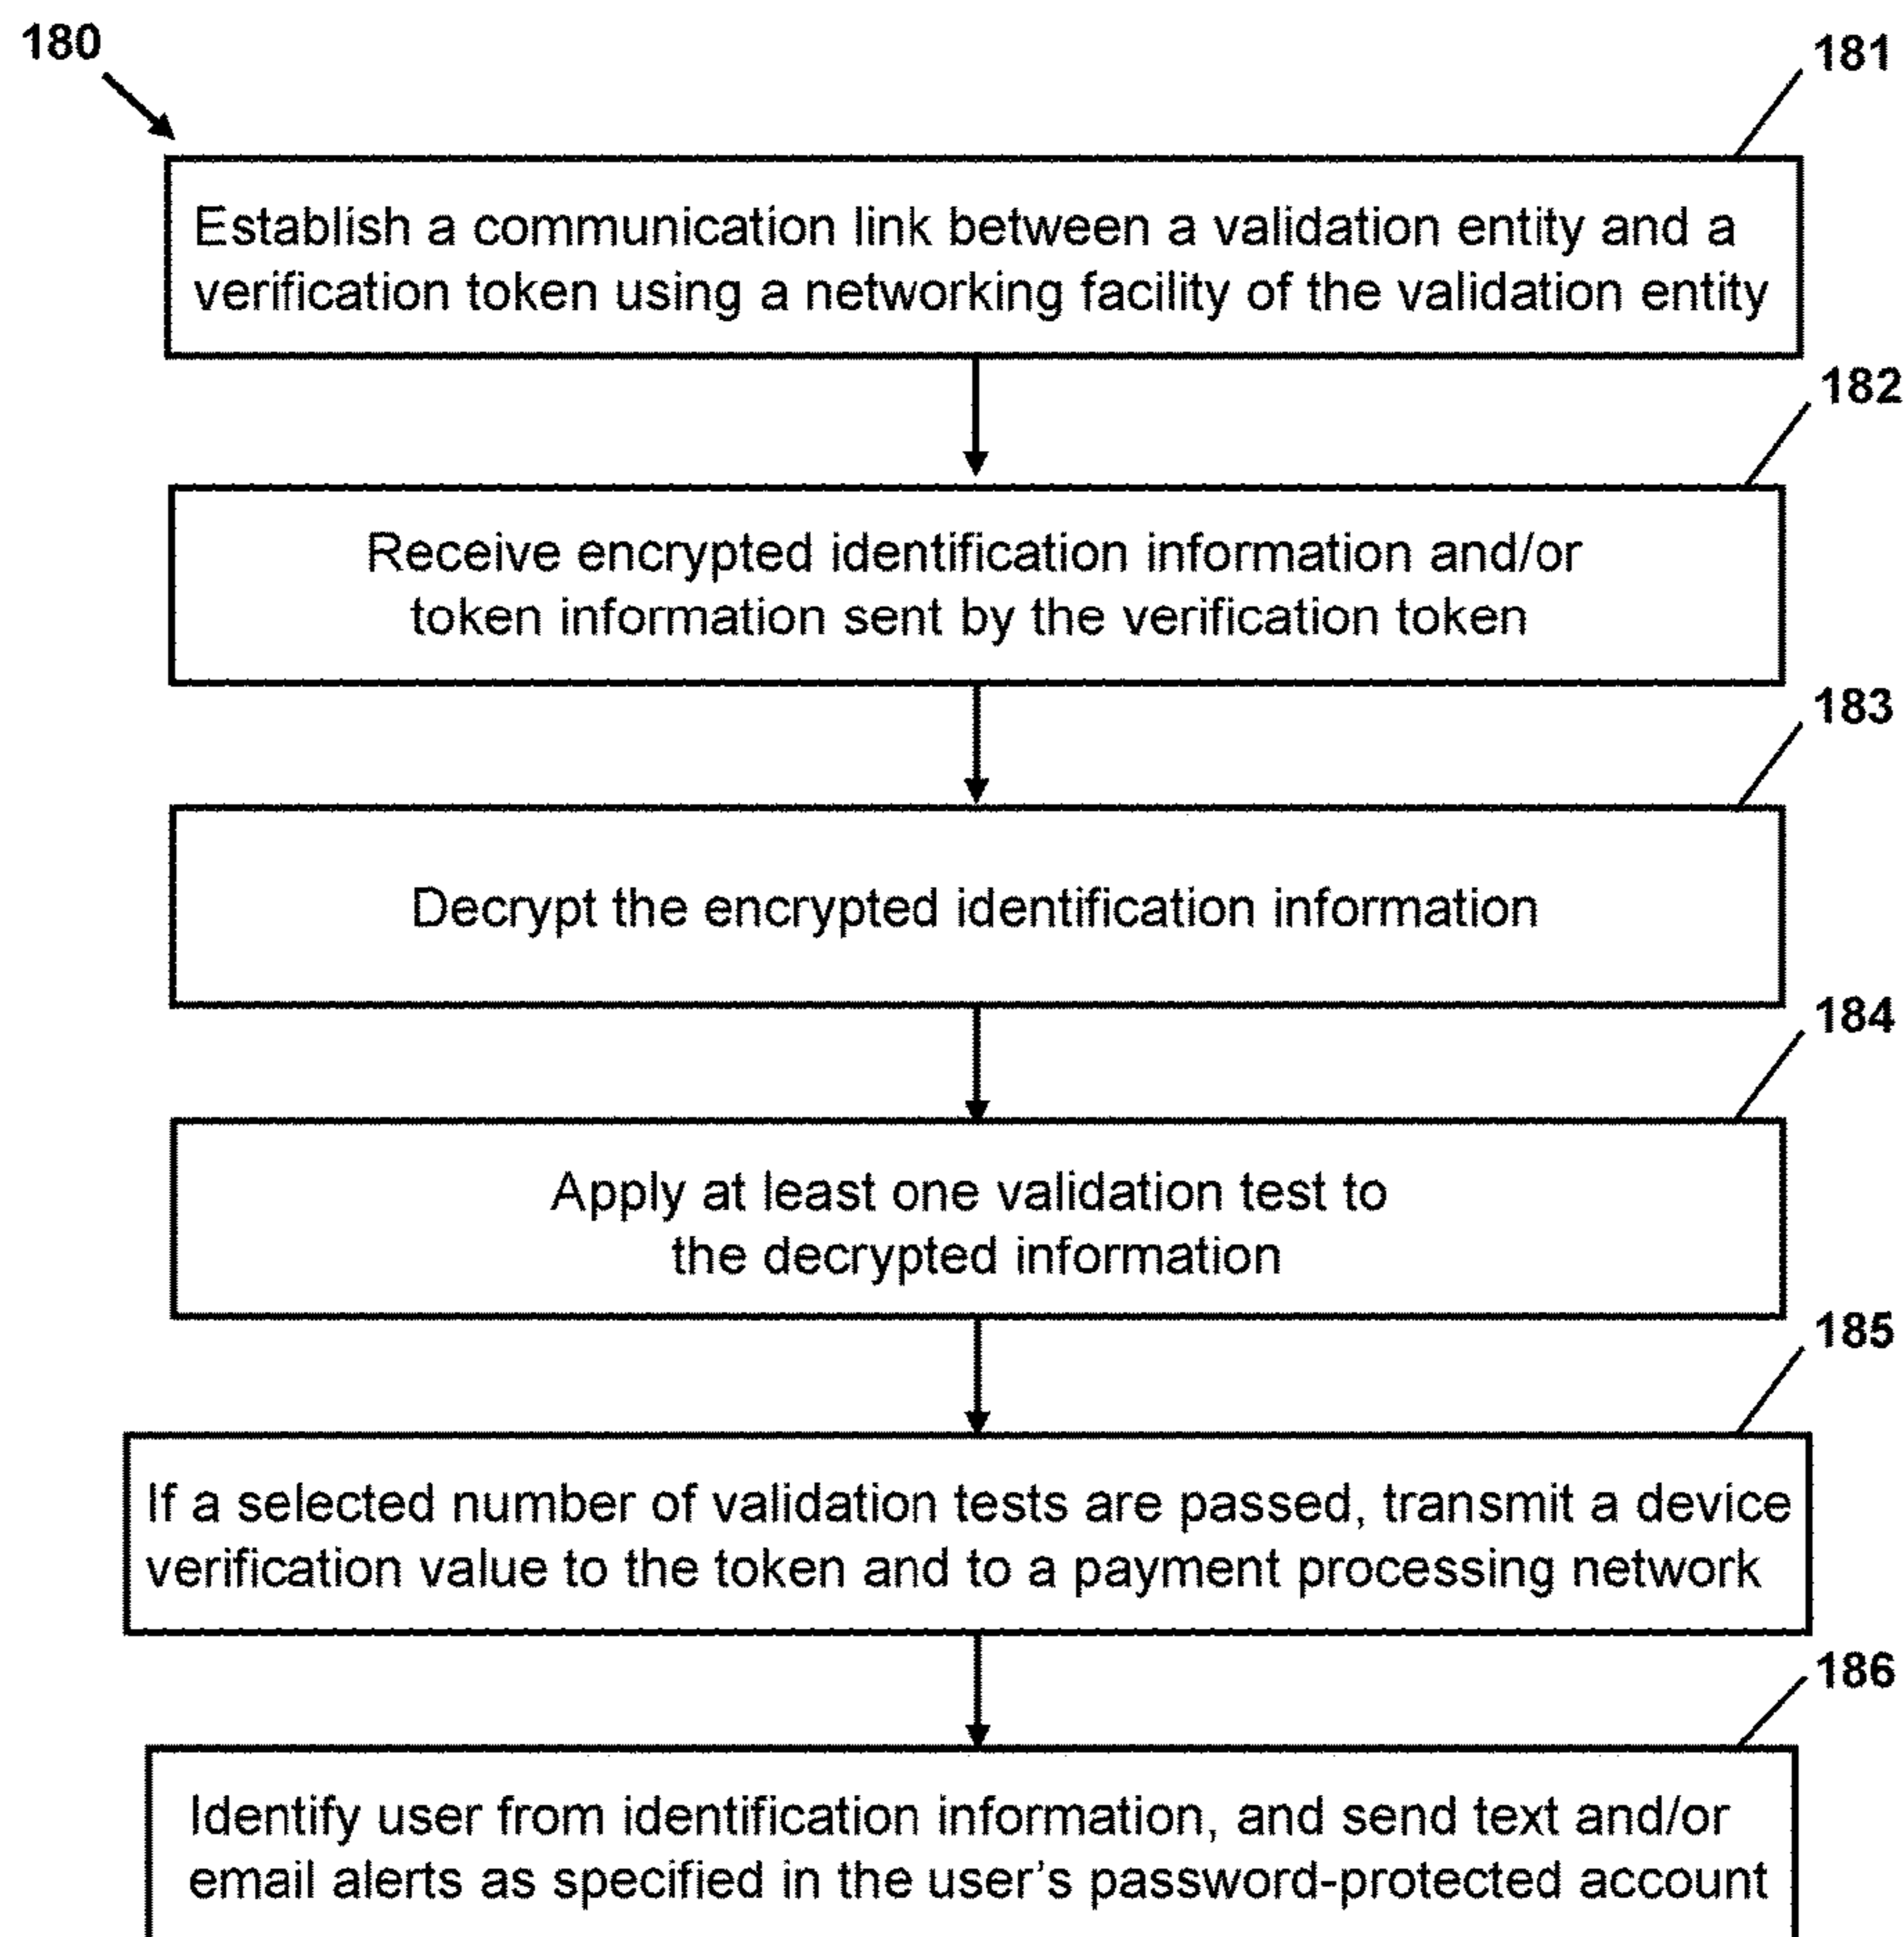 180
181
Establish a communication link between a validation entity and a
verification token using a networking facility of the validation entity
182
Receive encrypted identification information and/or
token information sent by the verification token
183
Decrypt the encrypted identification information
184
Apply at least one validation test to
the decrypted information
185
If a selected number of validation tests are passed, transmit a device
verification value to the token and to a payment processing network
186
Identify user from identification information, and send text and/or
email alerts as specified in the user's password-protected account